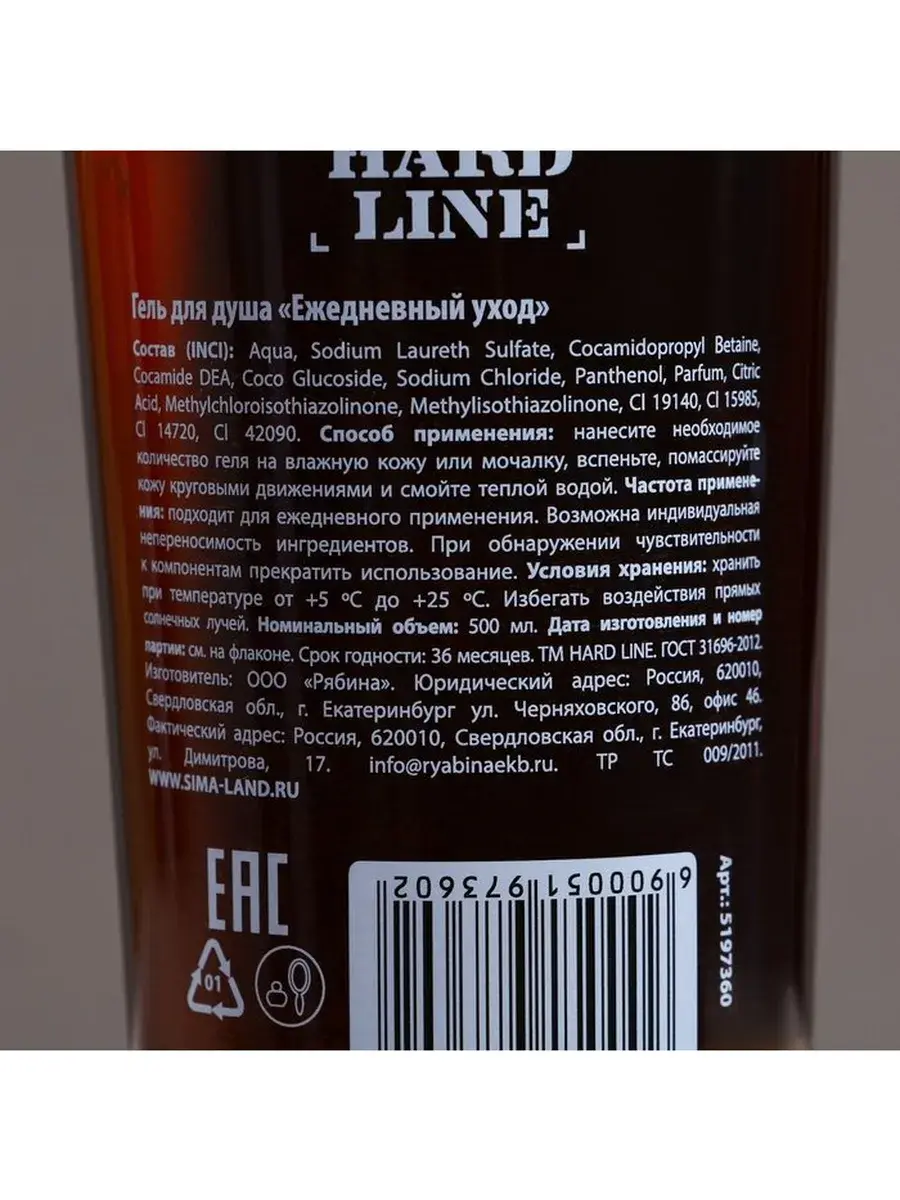 HARD
LINE
Гель для душа «Ежедневный уход»
Состав (INCI): Aqua, Sodium Laureth Sulfate, Cocamidopropyl Betaine,
Cocamide DEA, Coco Glucoside, Sodium Chloride, Panthenol, Parfum, Citric
Acid, Methylchloroisothiazolinone, Methylisothiazolinone, CI 19140, CI 15985,
CI 14720, CI 42090. Способ применения: нанесите необходимое
количество геля на влажную кожу или мочалку, вспеньте, помассируйте
кожу круговыми движениями и смойте теплой водой. Частота примене-
ния: подходит для ежедневного применения. Возможна индивидуальная
непереносимость ингредиентов. При обнаружении чувствительности
к компонентам прекратить использование. Условия хранения: хранить
при температуре от +5 ºC до +25 ºC. Избегать воздействия прямых
солнечных лучей. Номинальный объем: 500 мл. Дата изготовления и номер
партии: см. на флаконе. Срок годности: 36 месяцев. ТМ HARD LINE. ГОСТ 31696-2012.
Изготовитель: ООО «Рябина». Юридический адрес: Россия, 620010,
Свердловская обл., г. Екатеринбург ул. Черняховского, 86, офис 46.
Фактический адрес: Россия, 620010, Свердловская обл., г. Екатеринбург,
ул. Димитрова, 17. info@ryabinaekb.ru. ТР ТС 009/2011.
WWW.SIMA-LAND.RU
EAC
01
6 900051 973602
Арт.: 5197360